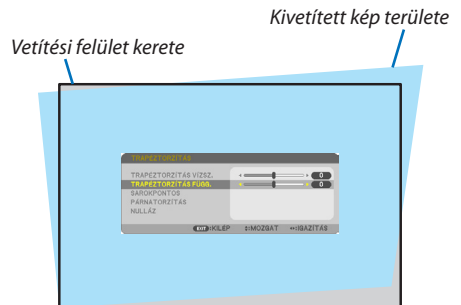 Kivetített kép területe
Vetítési felület kerete
TRAPÉZTORZÍTÁS
TRAPÉZTORZÍTÁS VÍZSZ. 0
TRAPÉZTORZÍTÁS FÜGG. 0
SAROKPONTOS
PÁRNATORZÍTÁS
NULLÁZ
EXIT :KILÉP ↕:MOZGAT ↔:IGAZÍTÁS